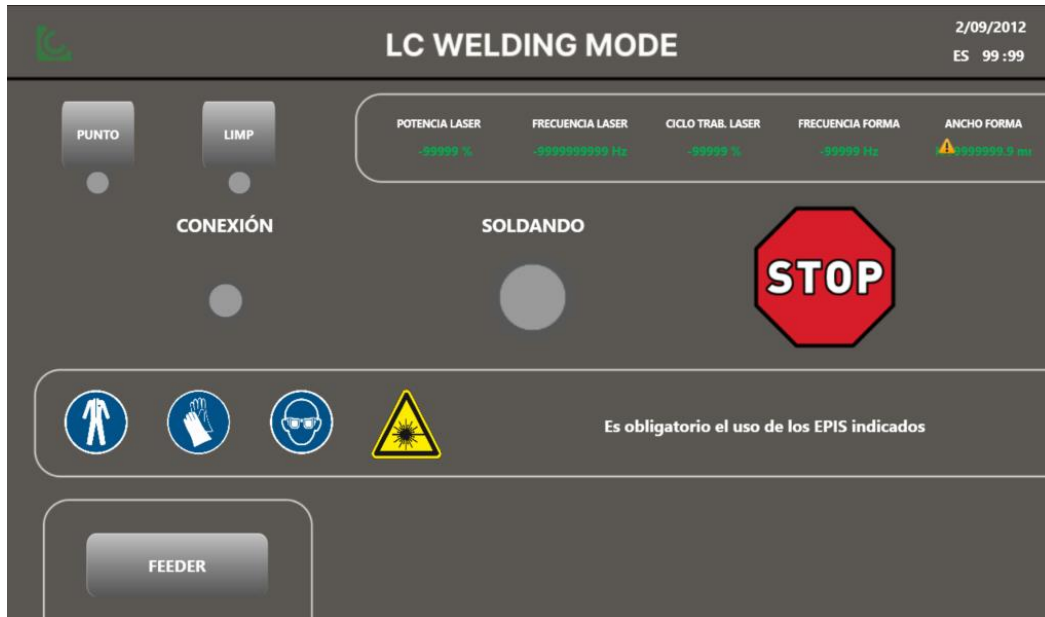 LC WELDING MODE
2/09/2012
ES 99:99
PUNTO
LIMP
POTENCIA LASER
FRECUENCIA LASER
CICLO TRAB. LASER
FRECUENCIA FORMA
ANCHO FORMA
-99999 %
-9999999999 Hz
-99999 %
-99999 Hz
999999.9
CONEXIÓN
SOLDANDO
STOP
Es obligatorio el uso de los EPIS indicados
FEEDER